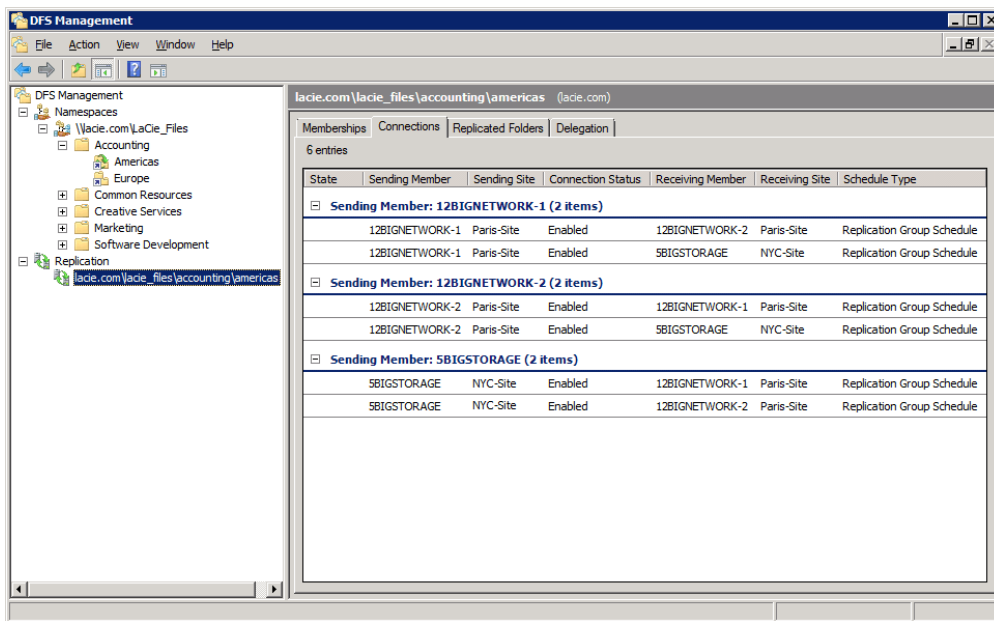 DFS Management
File Action View Window Help
DFS Management
Namespaces
\\lacie.com\LaCie_Files
Accounting
Americas
Europe
Common Resources
Creative Services
Marketing
Software Development
Replication
lacie.com\lacie_files\accounting\americas
lacie.com\lacie_files\accounting\americas (lacie.com)
Memberships Connections Replicated Folders Delegation
6 entries
State Sending Member Sending Site Connection Status Receiving Member Receiving Site Schedule Type
Sending Member: 12BIGNETWORK-1 (2 items)
12BIGNETWORK-1 Paris-Site Enabled 12BIGNETWORK-2 Paris-Site Replication Group Schedule
12BIGNETWORK-1 Paris-Site Enabled 5BIGSTORAGE NYC-Site Replication Group Schedule
Sending Member: 12BIGNETWORK-2 (2 items)
12BIGNETWORK-2 Paris-Site Enabled 12BIGNETWORK-1 Paris-Site Replication Group Schedule
12BIGNETWORK-2 Paris-Site Enabled 5BIGSTORAGE NYC-Site Replication Group Schedule
Sending Member: 5BIGSTORAGE (2 items)
5BIGSTORAGE NYC-Site Enabled 12BIGNETWORK-1 Paris-Site Replication Group Schedule
5BIGSTORAGE NYC-Site Enabled 12BIGNETWORK-2 Paris-Site Replication Group Schedule